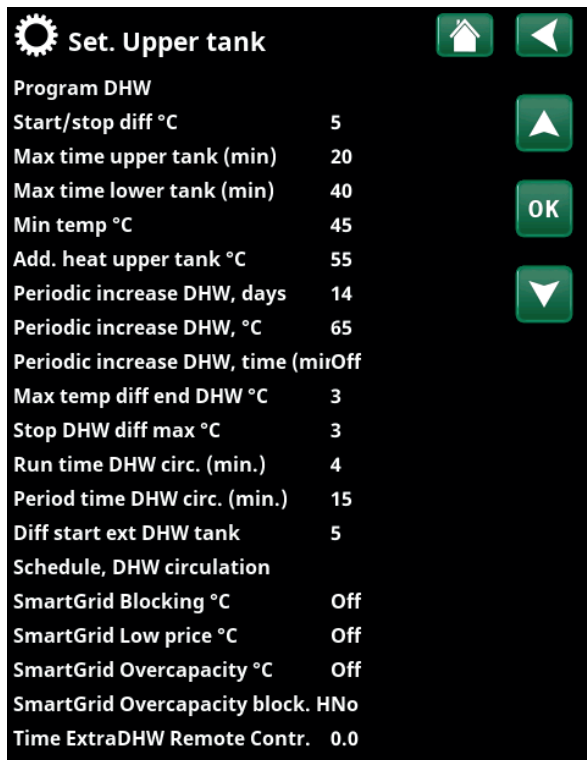 Set. Upper tank
Program DHW
Start/stop diff °C 5
Max time upper tank (min) 20
Max time lower tank (min) 40
Min temp °C 45
OK
Add. heat upper tank °C 55
Periodic increase DHW, days 14
Periodic increase DHW, °C 65
Periodic increase DHW, time (min Off
Max temp diff end DHW °C 3
Stop DHW diff max °C 3
Run time DHW circ. (min.) 4
Period time DHW circ. (min.) 15
Diff start ext DHW tank 5
Schedule, DHW circulation
SmartGrid Blocking °C Off
SmartGrid Low price °C Off
SmartGrid Overcapacity °C Off
SmartGrid Overcapacity block. H No
Time ExtraDHW Remote Contr. 0.0